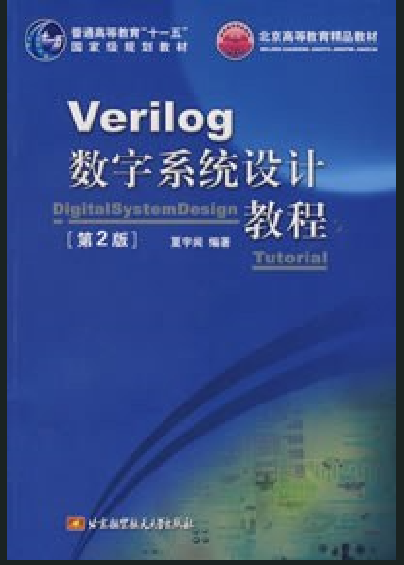 普通高等教育“十一五”
国家级规划教材
北京高等教育精品教材
Verilog
数字系统设计
DigitalSystemDesign
教程
[第2版]
夏宇闻 编著
Tutorial
北京航空航天大学出版社